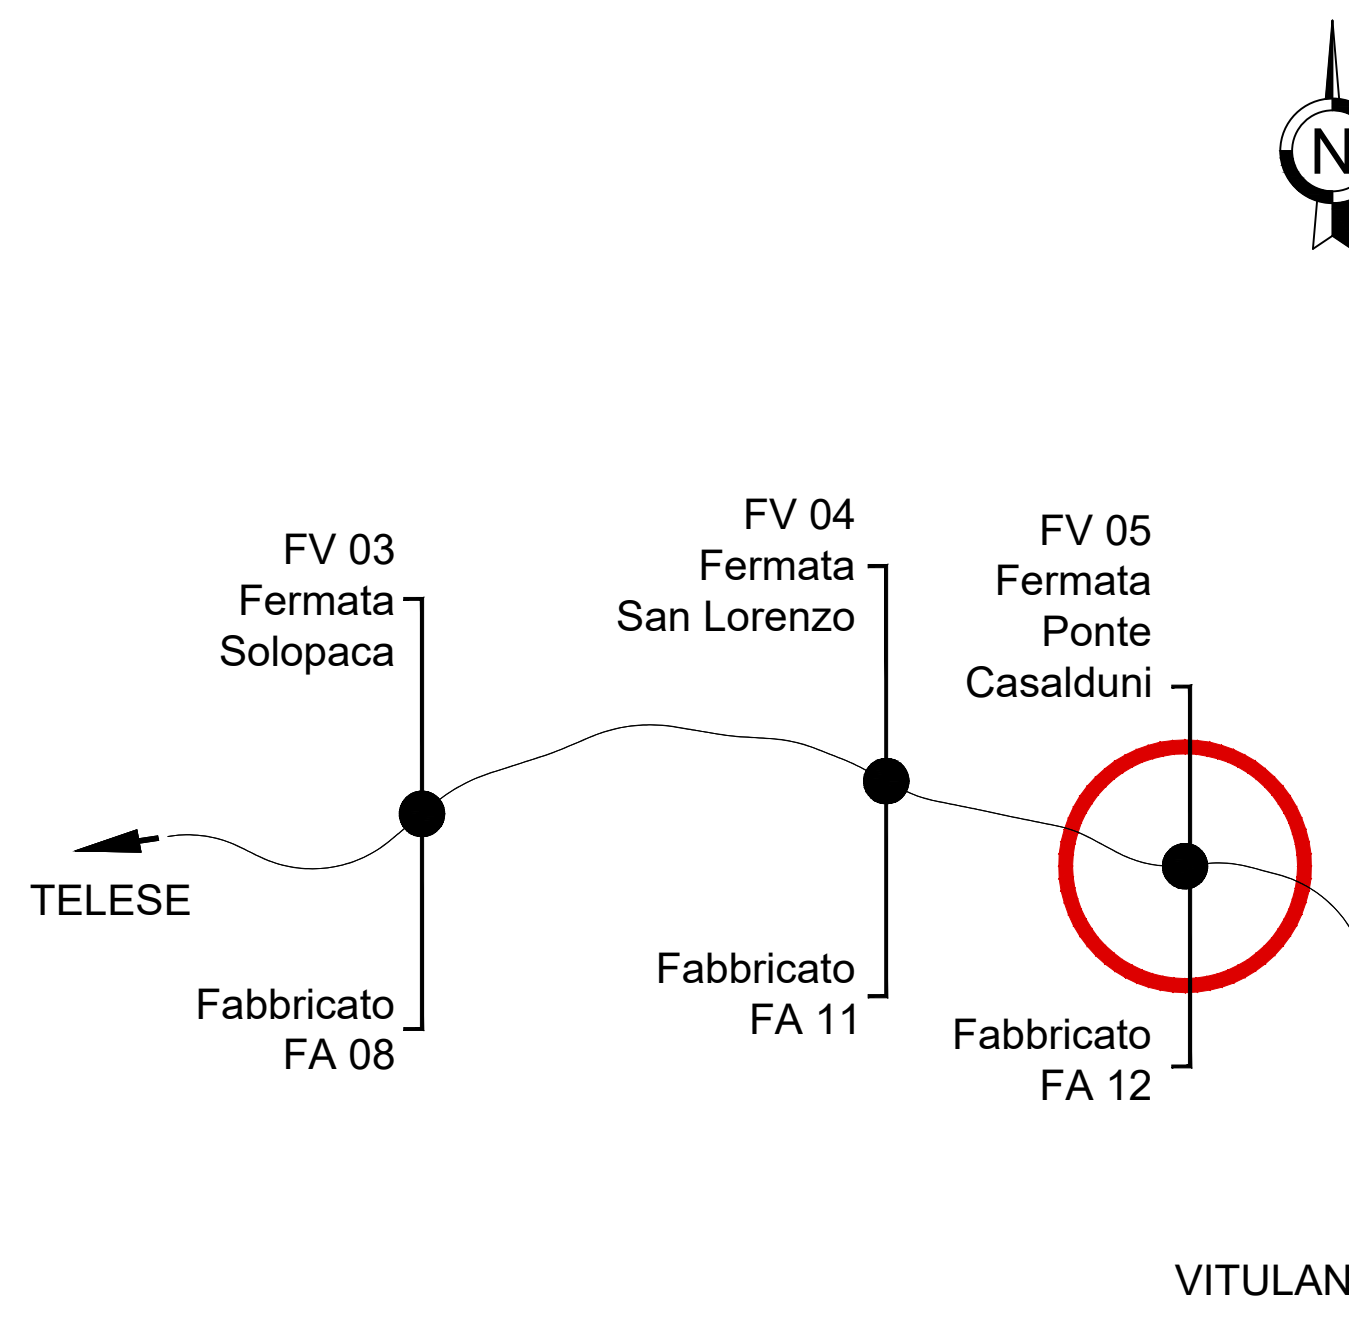 N
FV 03
Fermata
Solopaca
FV 04
Fermata
San Lorenzo
FV 05
Fermata
Ponte
Casalduni
TELESE
Fabbricato
FA 08
Fabbricato
FA 11
Fabbricato
FA 12
VITULAN